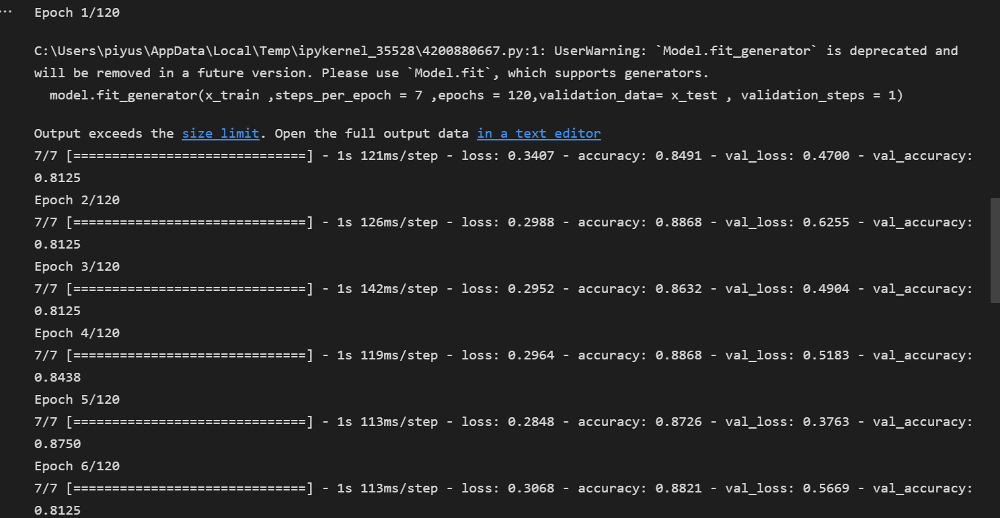 ... Epoch 1/120
C:\Users\piyus\AppData\Local\Temp\ipykernel_35528\4200880667.py:1: UserWarning: `Model.fit_generator` is deprecated and
will be removed in a future version. Please use `Model.fit`, which supports generators.
  model.fit_generator(x_train ,steps_per_epoch = 7 ,epochs = 120,validation_data= x_test , validation_steps = 1)
Output exceeds the size limit. Open the full output data in a text editor
7/7 [==============================] - 1s 121ms/step - loss: 0.3407 - accuracy: 0.8491 - val_loss: 0.4700 - val_accuracy:
0.8125
Epoch 2/120
7/7 [==============================] - 1s 126ms/step - loss: 0.2988 - accuracy: 0.8868 - val_loss: 0.6255 - val_accuracy:
0.8125
Epoch 3/120
7/7 [==============================] - 1s 142ms/step - loss: 0.2952 - accuracy: 0.8632 - val_loss: 0.4904 - val_accuracy:
0.8125
Epoch 4/120
7/7 [==============================] - 1s 119ms/step - loss: 0.2964 - accuracy: 0.8868 - val_loss: 0.5183 - val_accuracy:
0.8438
Epoch 5/120
7/7 [==============================] - 1s 113ms/step - loss: 0.2848 - accuracy: 0.8726 - val_loss: 0.3763 - val_accuracy:
0.8750
Epoch 6/120
7/7 [==============================] - 1s 113ms/step - loss: 0.3068 - accuracy: 0.8821 - val_loss: 0.5669 - val_accuracy:
0.8125